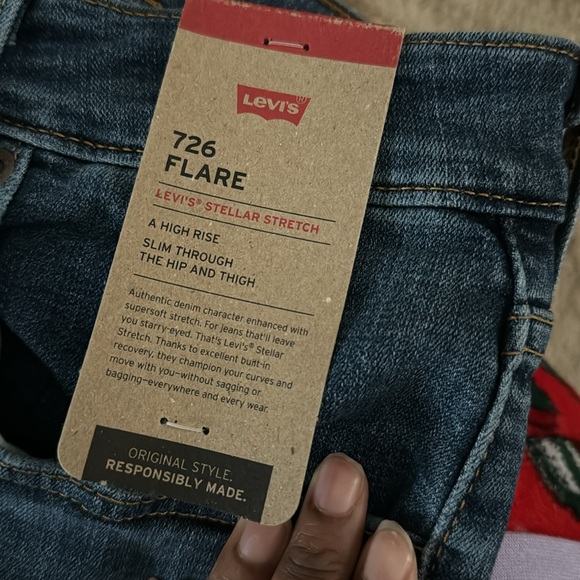 LEVI'S
726
FLARE
LEVI'S® STELLAR STRETCH
A HIGH RISE
SLIM THROUGH
THE HIP AND THIGH
Authentic denim character enhanced with
supersoft stretch. For jeans that'll leave
you starry-eyed. That's Levi's® Stellar
Stretch. Thanks to excellent built-in
recovery, they champion your curves and
move with you—without sagging or
bagging—everywhere and every wear.
ORIGINAL STYLE.
RESPONSIBLY MADE.